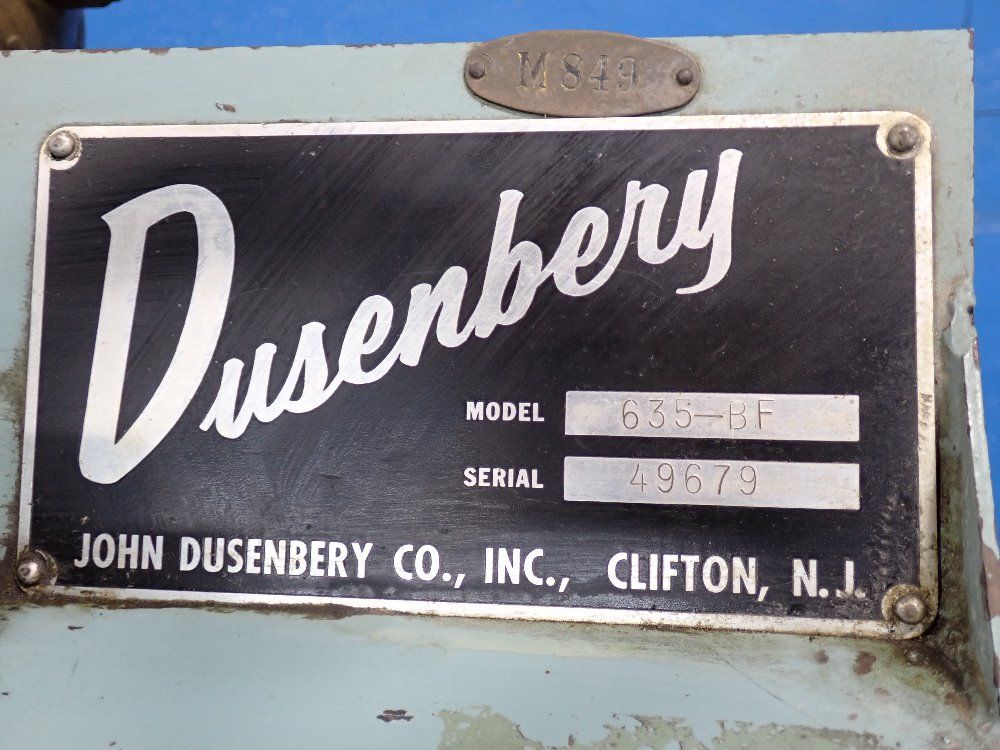 M849
Dusenbery
MODEL 635-BF
SERIAL 49679
JOHN DUSENBERY CO., INC., CLIFTON, N.J.